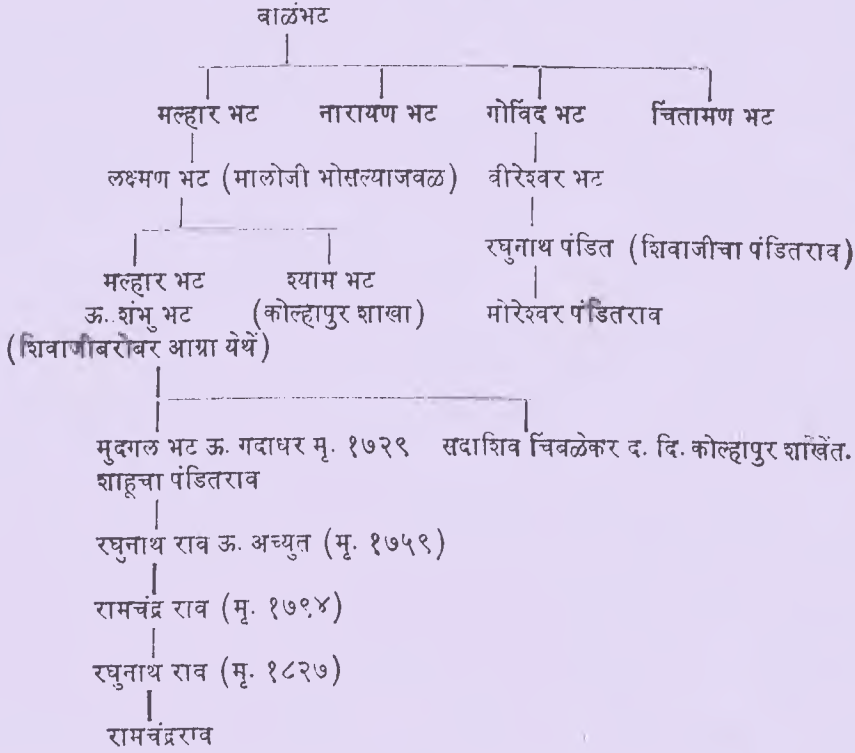 बाळंभट
मल्हार भट नारायण भट गोविंद भट चिंतामण भट
लक्ष्मण भट (मालोजी भोसल्याजवळ) वीरेश्वर भट
रघुनाथ पंडित (शिवाजीचा पंडितराव)
मल्हार भट श्याम भट
ऊ. शंभु भट (कोल्हापुर शाखा) मोरेश्वर पंडितराव
(शिवाजीबरोबर आग्रा येथें)
मुदगल भट ऊ. गदाधर मृ. १७२९ सदाशिव चिंबळेकर द. दि. कोल्हापुर शाखेंत.
शाहूचा पंडितराव
रघुनाथ राव ऊ. अच्युत (मृ. १७५९)
रामचंद्र राव (मृ. १७९४)
रघुनाथ राव (मृ. १८२७)
रामचंद्रराव